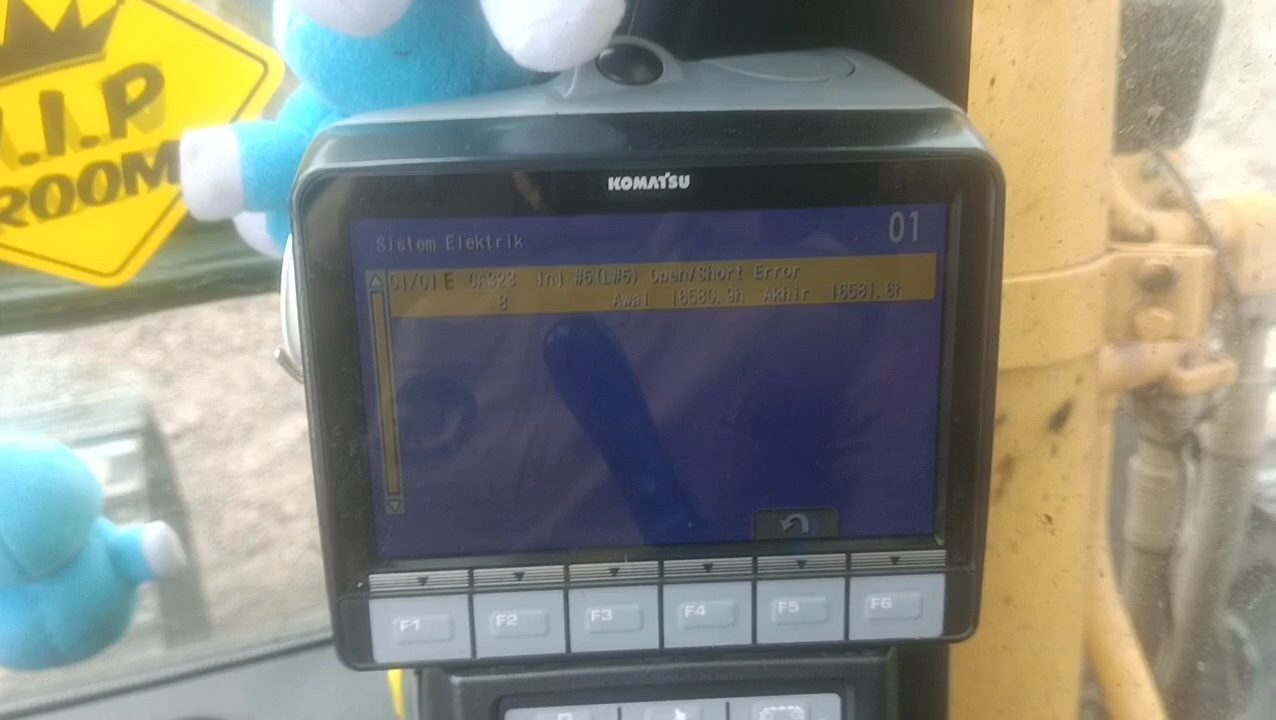 V.I.P
ROOM
KOMATSU
Sistem Elektrik
01
01/01 E CA323 Inj #5(L#5) Open/Short Error
8 Awal 16580.9h Akhir 16581.6h
F1 F2 F3 F4 F5 F6